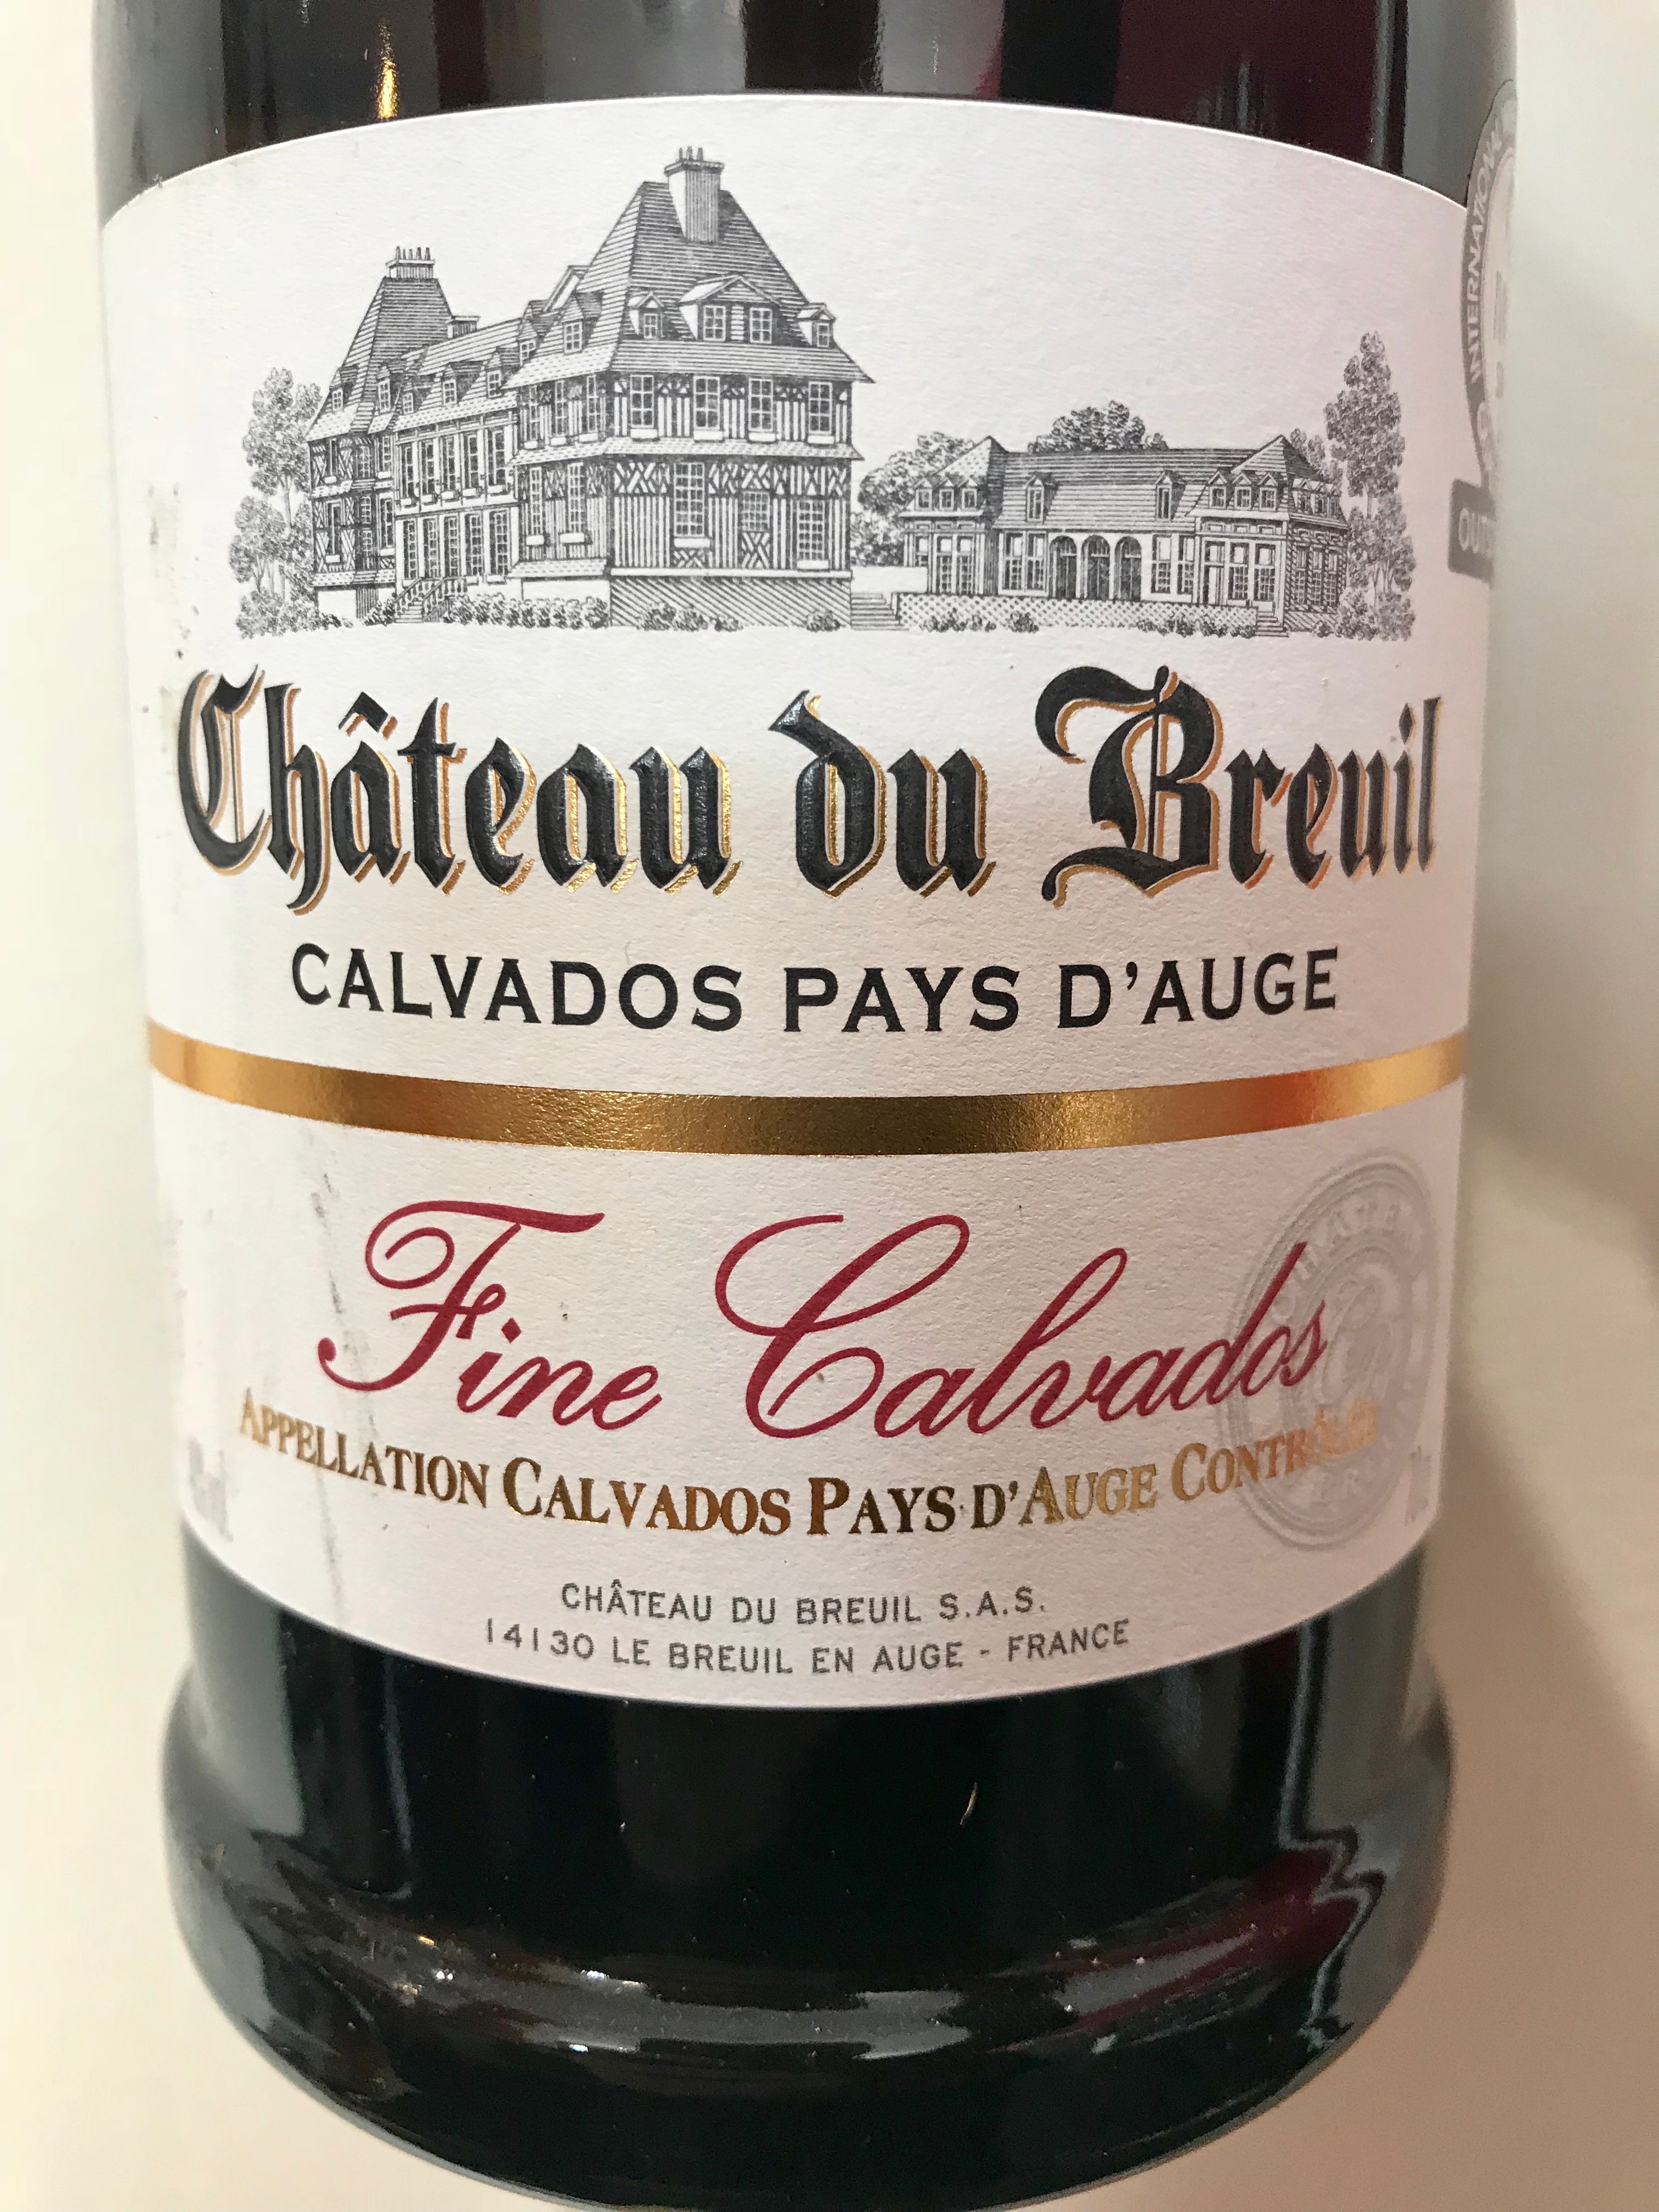 INTERNATIONAL
Château du Breuil
CALVADOS PAYS D'AUGE
Fine Calvados
APPELLATION CALVADOS PAYS D'AUGE CONTRÔLÉE
CHÂTEAU DU BREUIL S.A.S.
14130 LE BREUIL EN AUGE - FRANCE